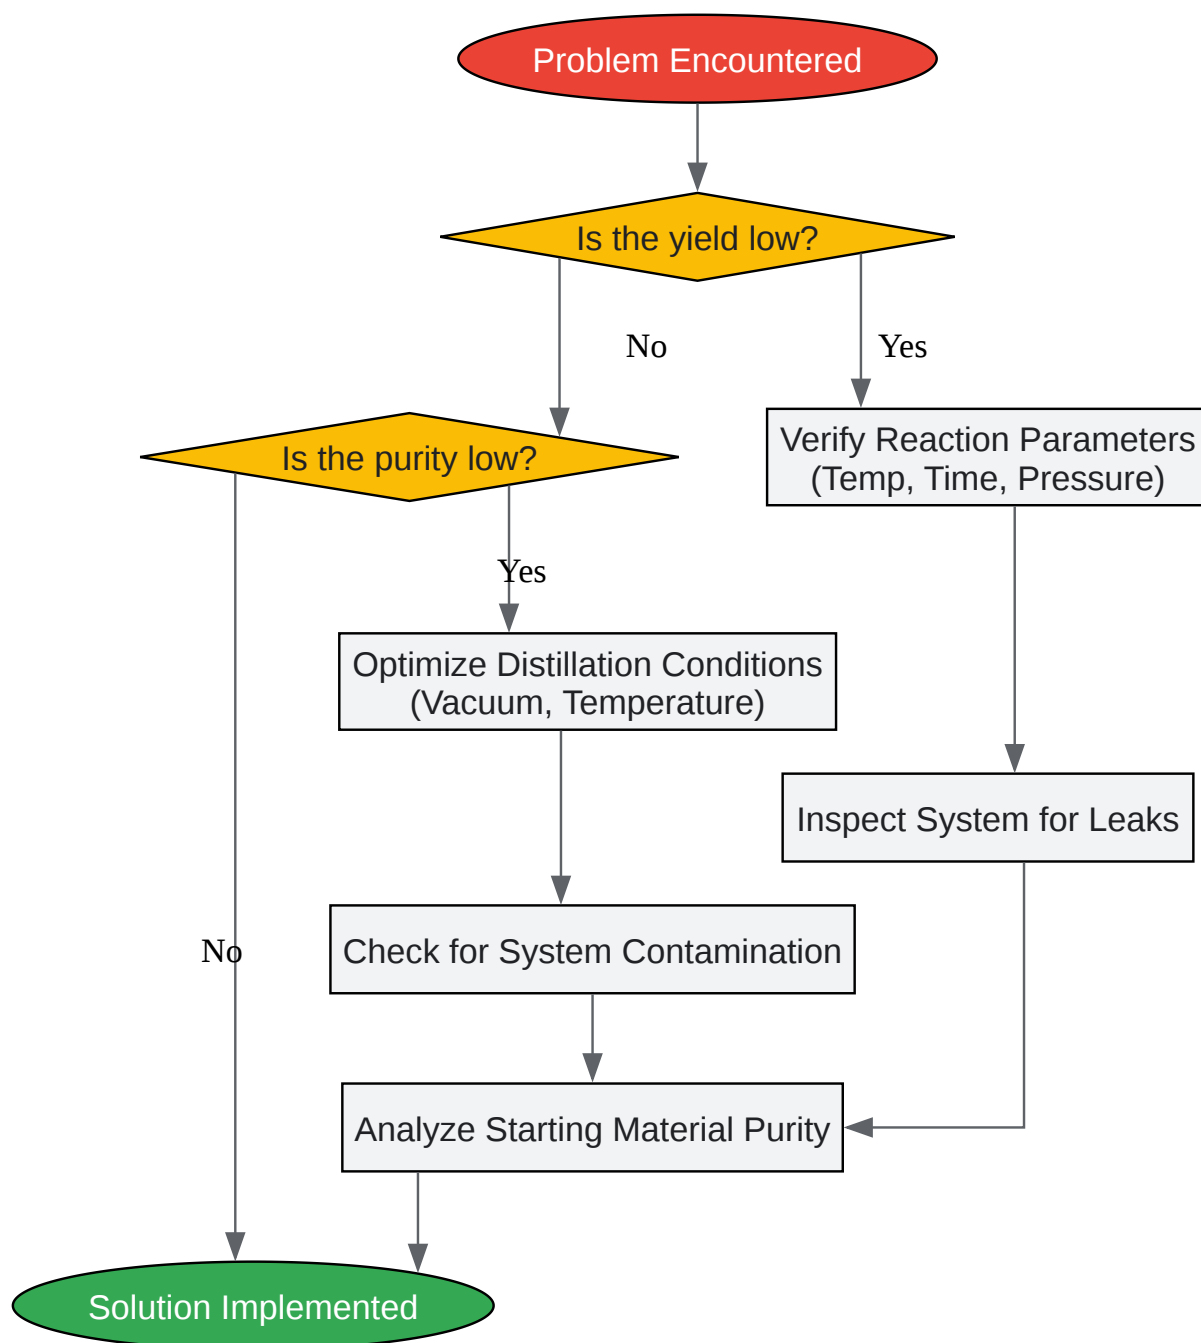 Problem Encountered
Is the yield low?
No
Yes
Verify Reaction Parameters
(Temp, Time, Pressure)
Is the purity low?
Yes
Optimize Distillation Conditions
(Vacuum, Temperature)
Inspect System for Leaks
Check for System Contamination
No
Analyze Starting Material Purity
Solution Implemented